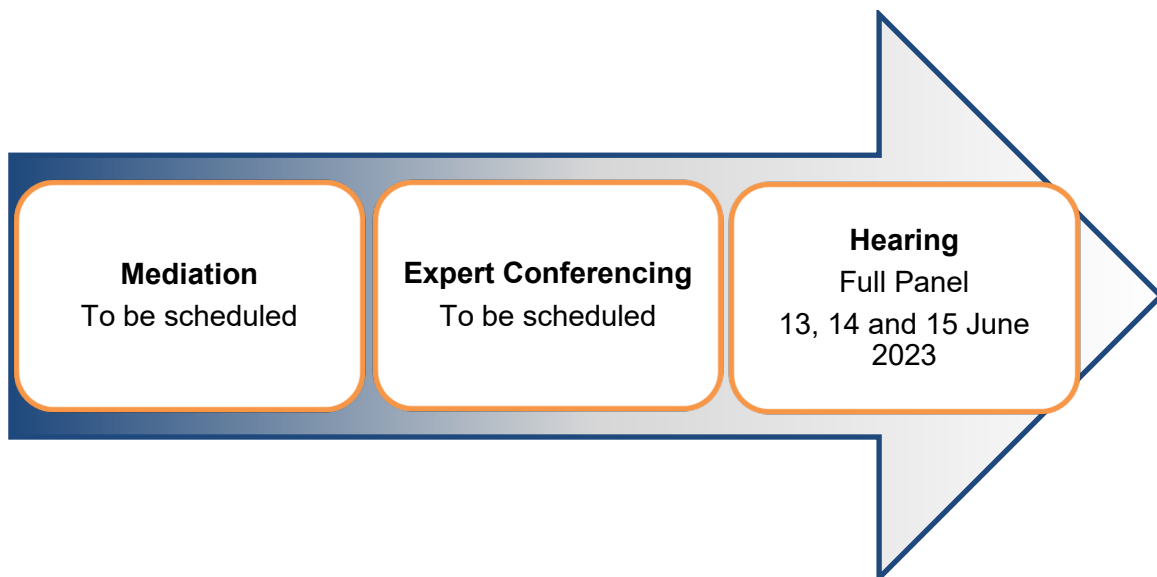 Mediation
To be scheduled
Expert Conferencing
To be scheduled
Hearing
Full Panel
13, 14 and 15 June
2023